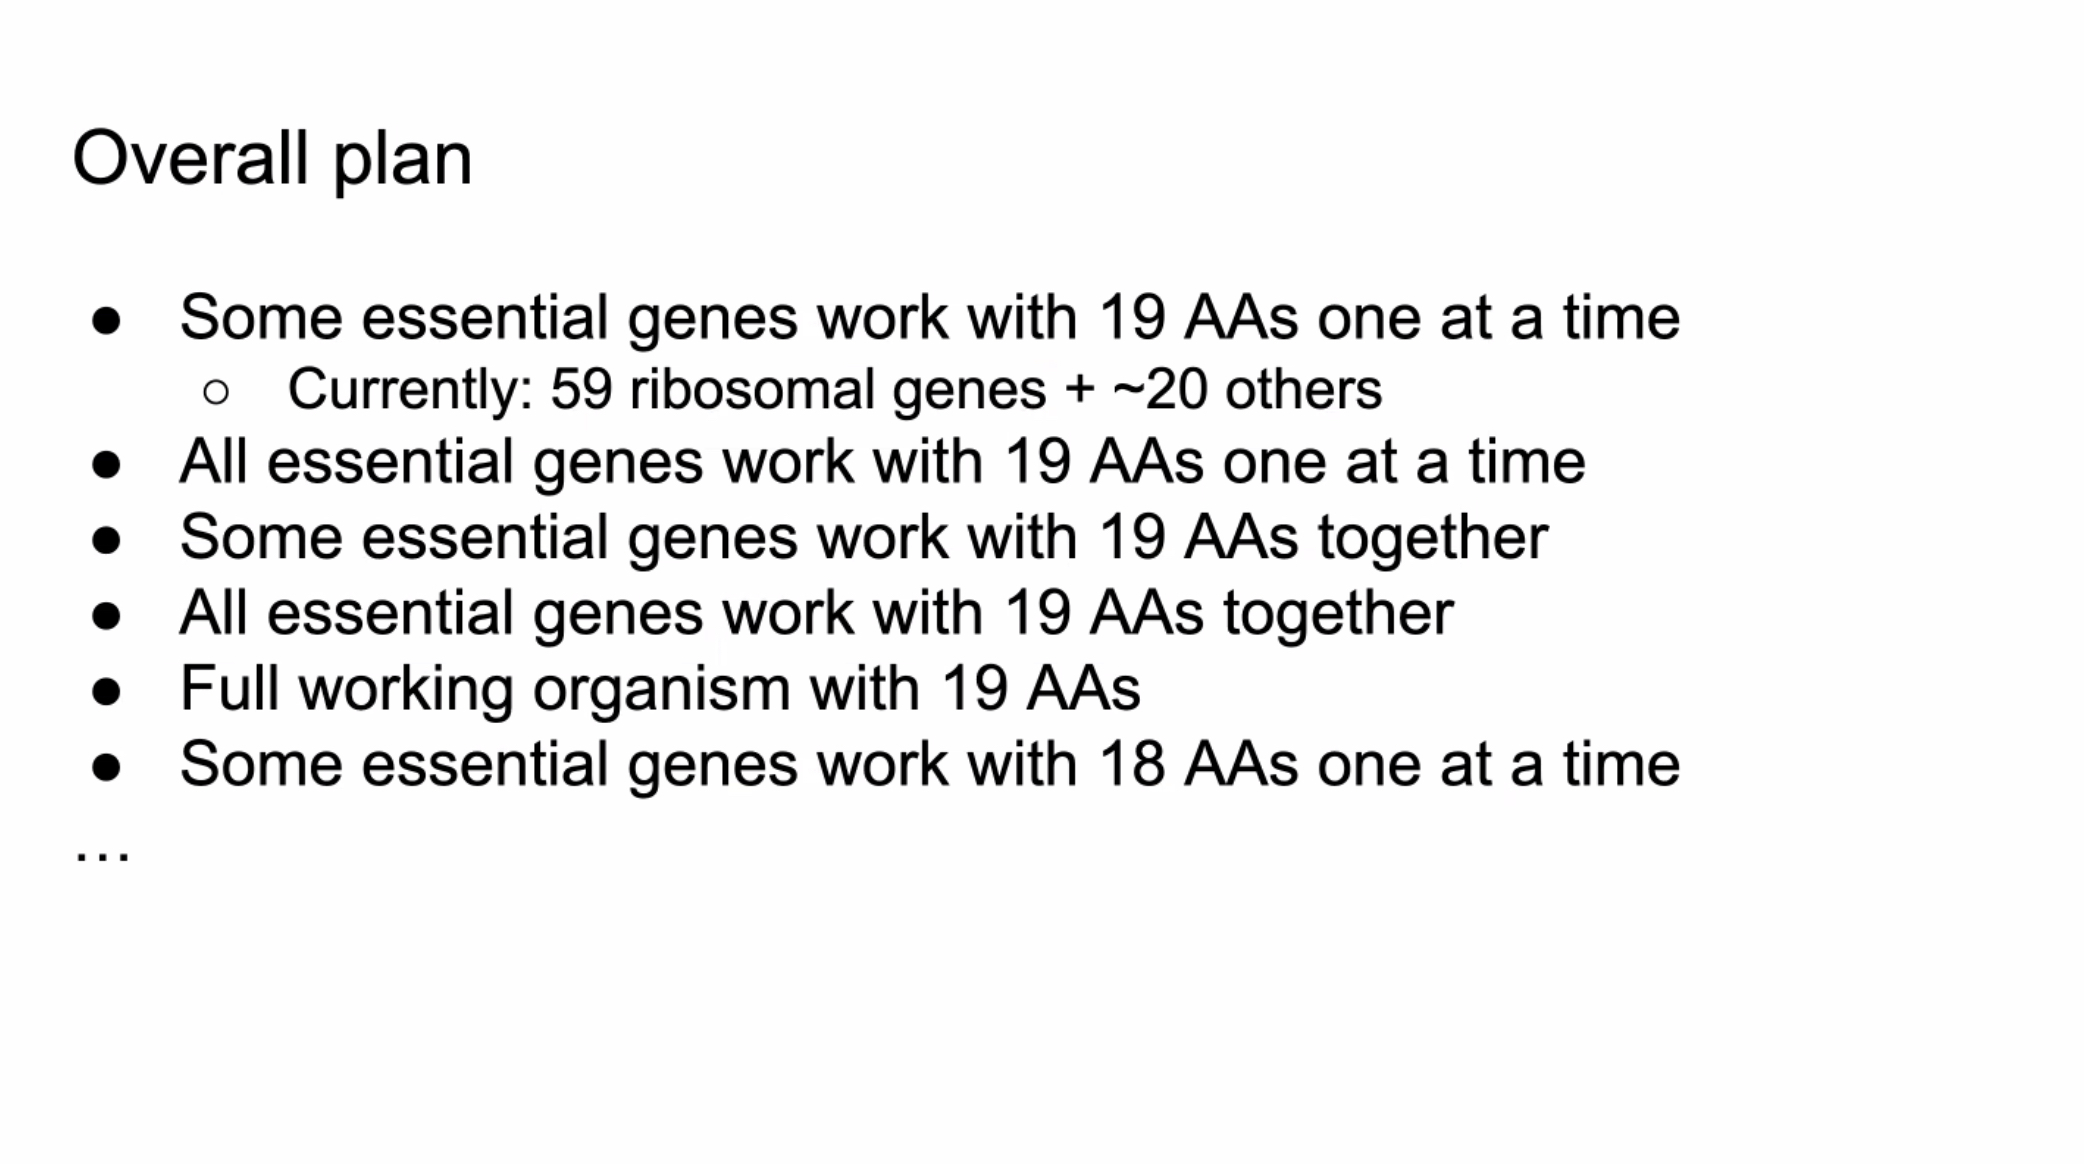 Overall plan
● Some essential genes work with 19 AAs one at a time
○ Currently: 59 ribosomal genes + ~20 others
● All essential genes work with 19 AAs one at a time
● Some essential genes work with 19 AAs together
● All essential genes work with 19 AAs together
● Full working organism with 19 AAs
● Some essential genes work with 18 AAs one at a time
…